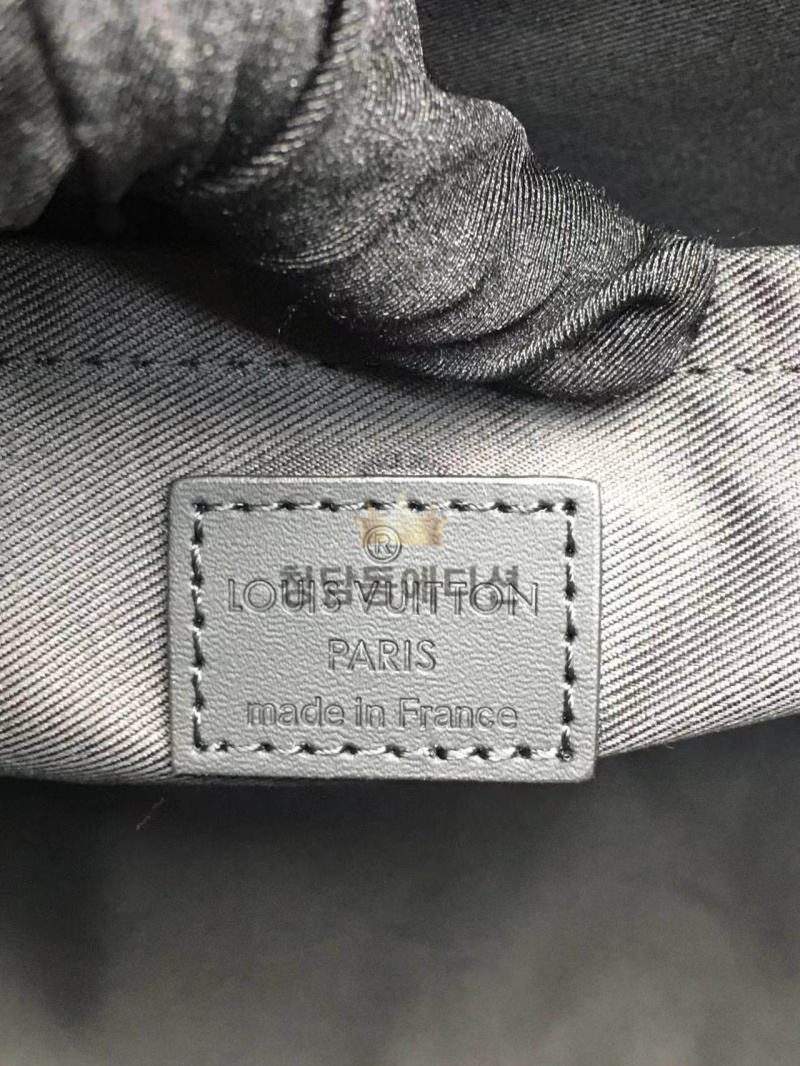 ®
청담동에디션
LOUIS VUITTON
PARIS
made in France